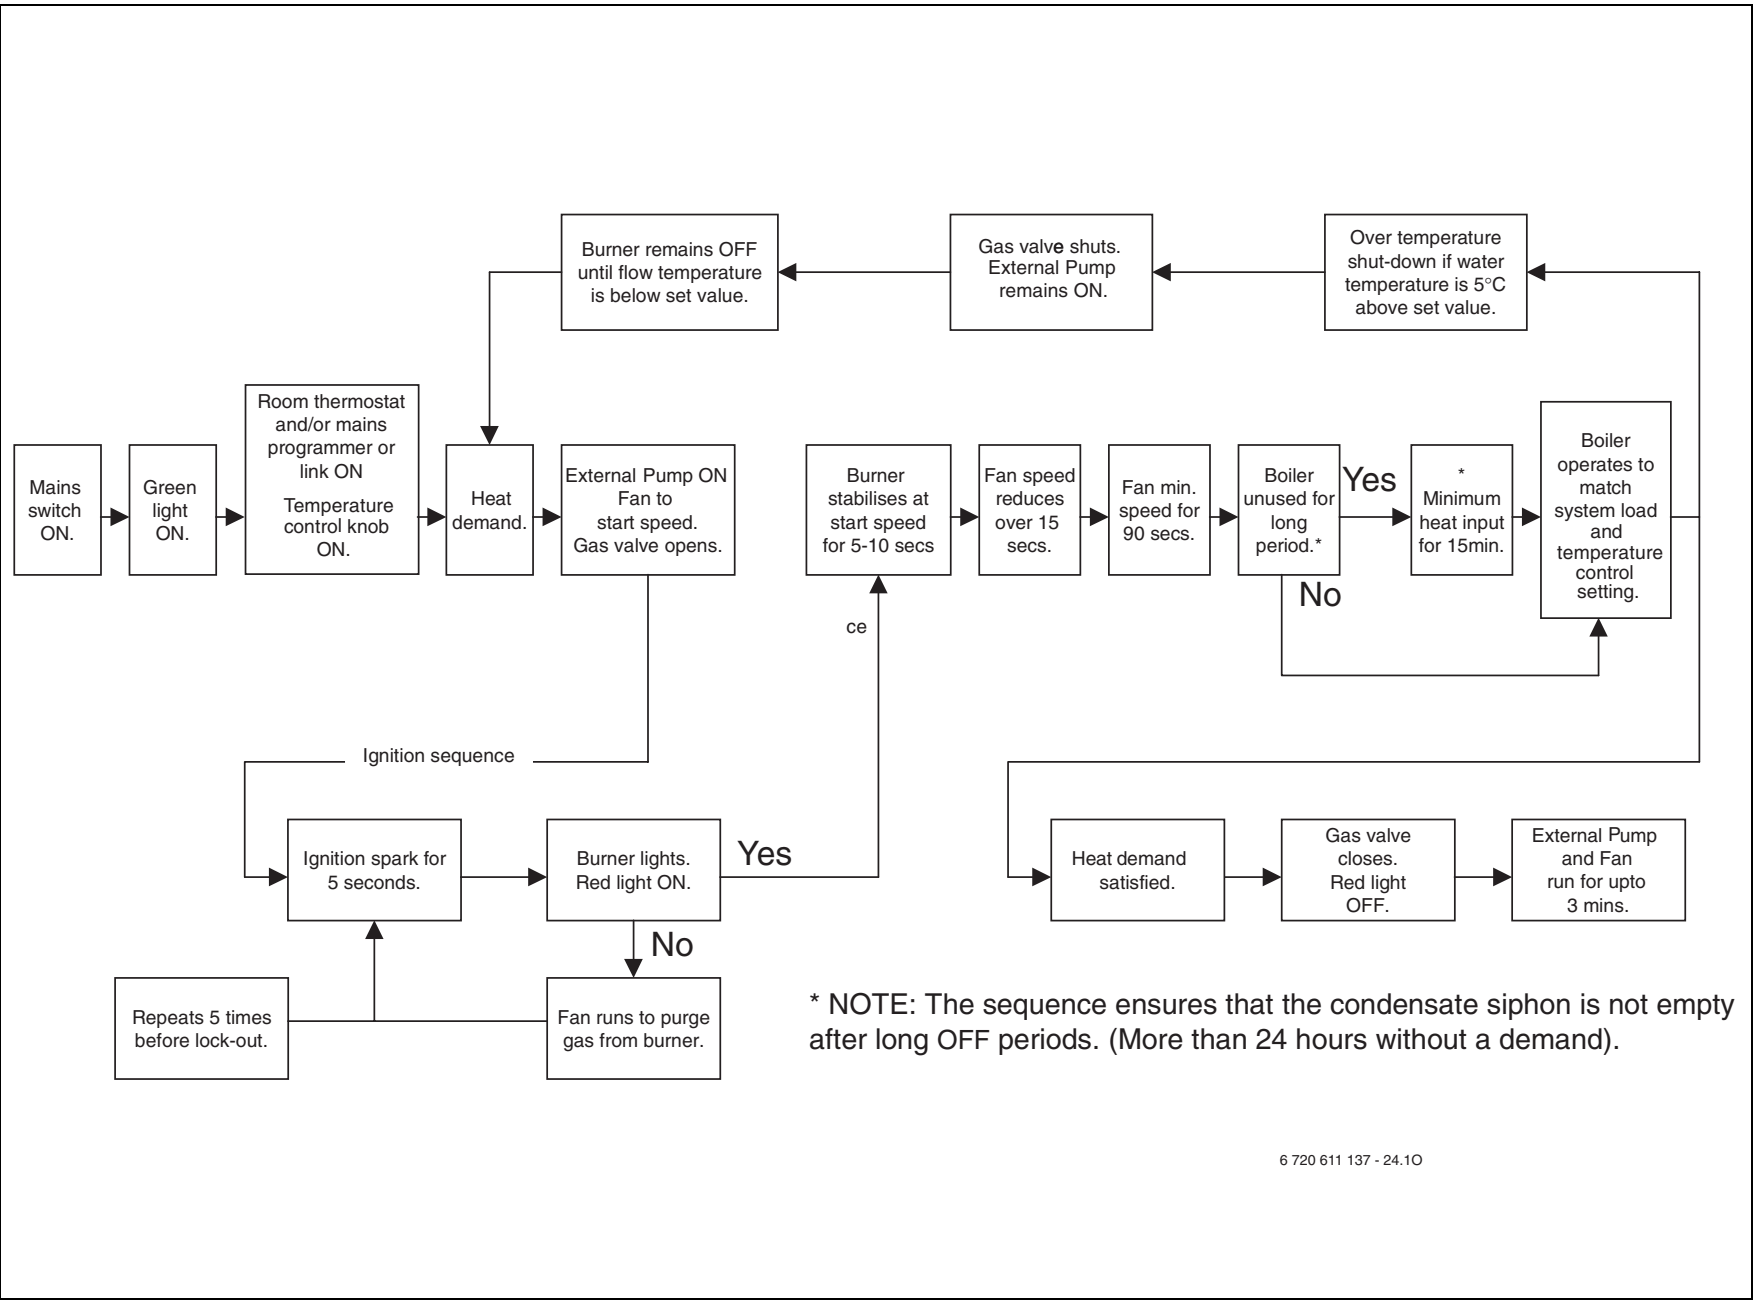 Burner remains OFF
until flow temperature
is below set value.
Gas valve shuts.
External Pump
remains ON.
Over temperature
shut-down if water
temperature is 5°C
above set value.
Mains
switch
ON.
Green
light
ON.
Room thermostat
and/or mains
programmer or
link ON
Temperature
control knob
ON.
Heat
demand.
External Pump ON
Fan to
start speed.
Gas valve opens.
Burner
stabilises at
start speed
for 5-10 secs
Fan speed
reduces
over 15
secs.
Fan min.
speed for
90 secs.
Boiler
unused for
long
period.*
Yes
No
*
Minimum
heat input
for 15min.
Boiler
operates to
match
system load
and
temperature
control
setting.
ce
Ignition sequence
Ignition spark for
5 seconds.
Burner lights.
Red light ON.
Yes
No
Repeats 5 times
before lock-out.
Fan runs to purge
gas from burner.
Heat demand
satisfied.
Gas valve
closes.
Red light
OFF.
External Pump
and Fan
run for upto
3 mins.
* NOTE: The sequence ensures that the condensate siphon is not empty
after long OFF periods. (More than 24 hours without a demand).
6 720 611 137 - 24.1O